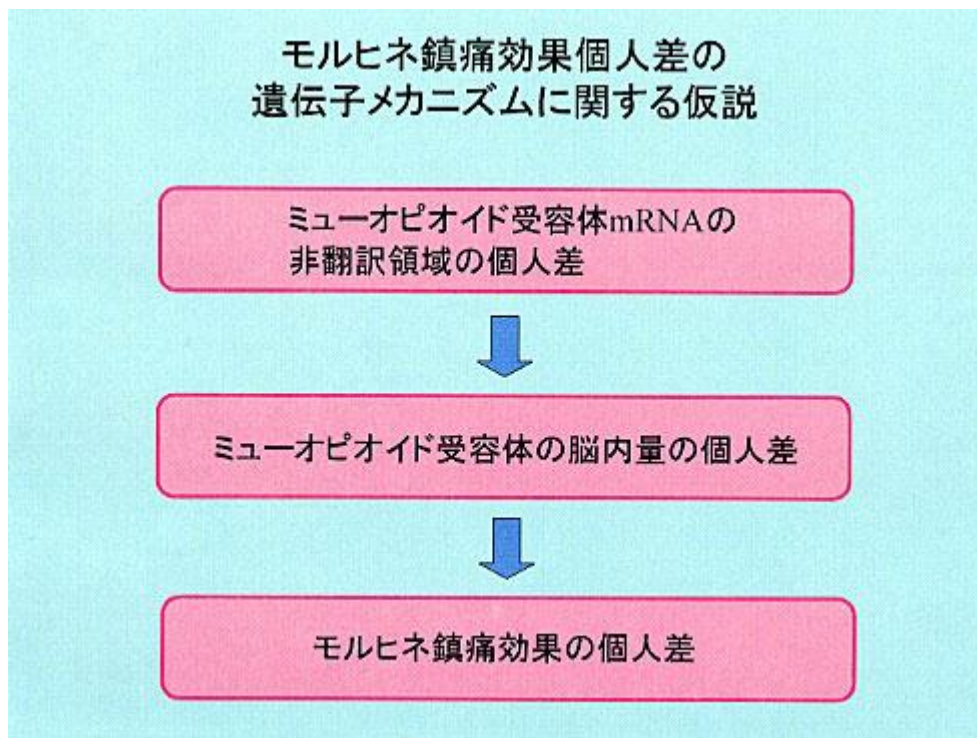 モルヒネ鎮痛効果個人差の
遺伝子メカニズムに関する仮説
ミューオピオイド受容体mRNAの
非翻訳領域の個人差
ミューオピオイド受容体の脳内量の個人差
モルヒネ鎮痛効果の個人差